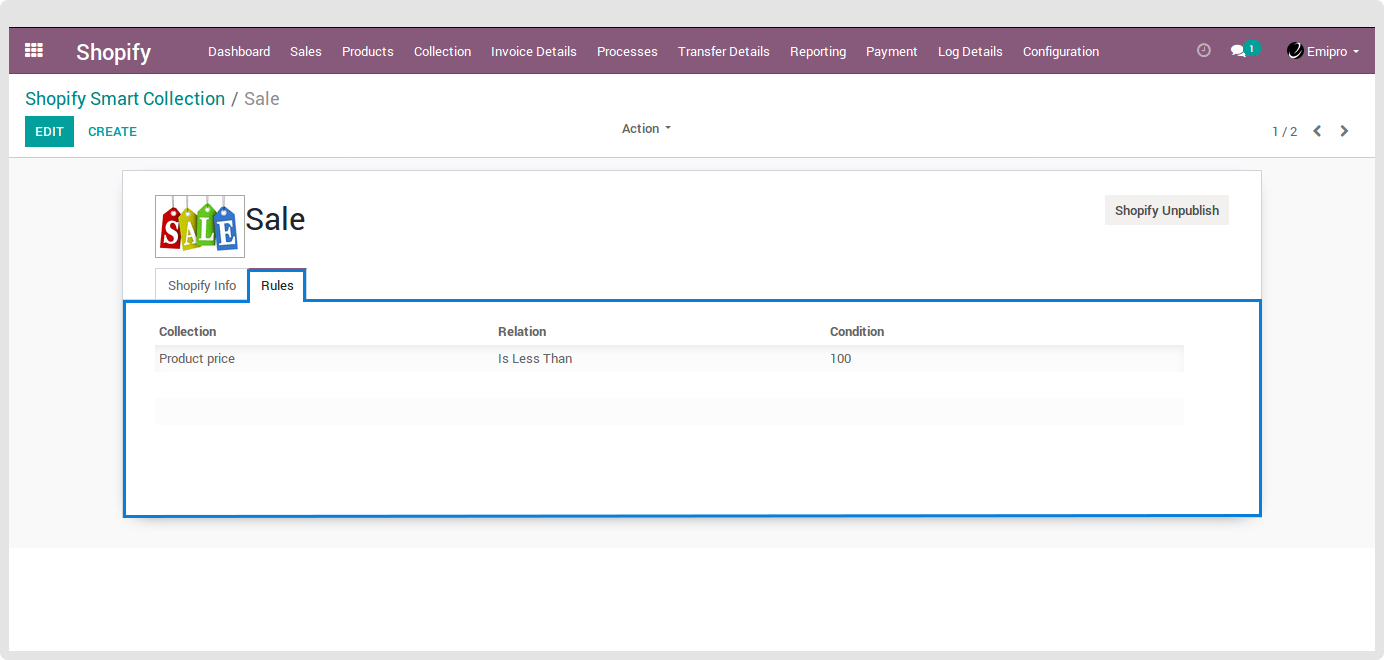 Shopify Dashboard Sales Products Collection Invoice Details Processes Transfer Details Reporting Payment Log Details Configuration 1 Emipro
Shopify Smart Collection / Sale
EDIT CREATE Action 1 / 2
SALE Sale Shopify Unpublish
Shopify Info Rules
Collection Relation Condition
Product price Is Less Than 100